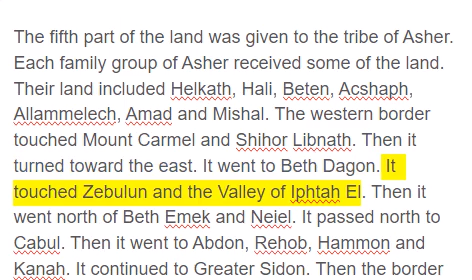 The fifth part of the land was given to the tribe of Asher.
Each family group of Asher received some of the land.
Their land included Helkath, Hali, Beten, Acshaph,
Allammelech, Amad and Mishal. The western border
touched Mount Carmel and Shihor Libnath. Then it
turned toward the east. It went to Beth Dagon. It
touched Zebulun and the Valley of Iphtah El. Then it
went north of Beth Emek and Neiel. It passed north to
Cabul. Then it went to Abdon, Rehob, Hammon and
Kanah. It continued to Greater Sidon. Then the border